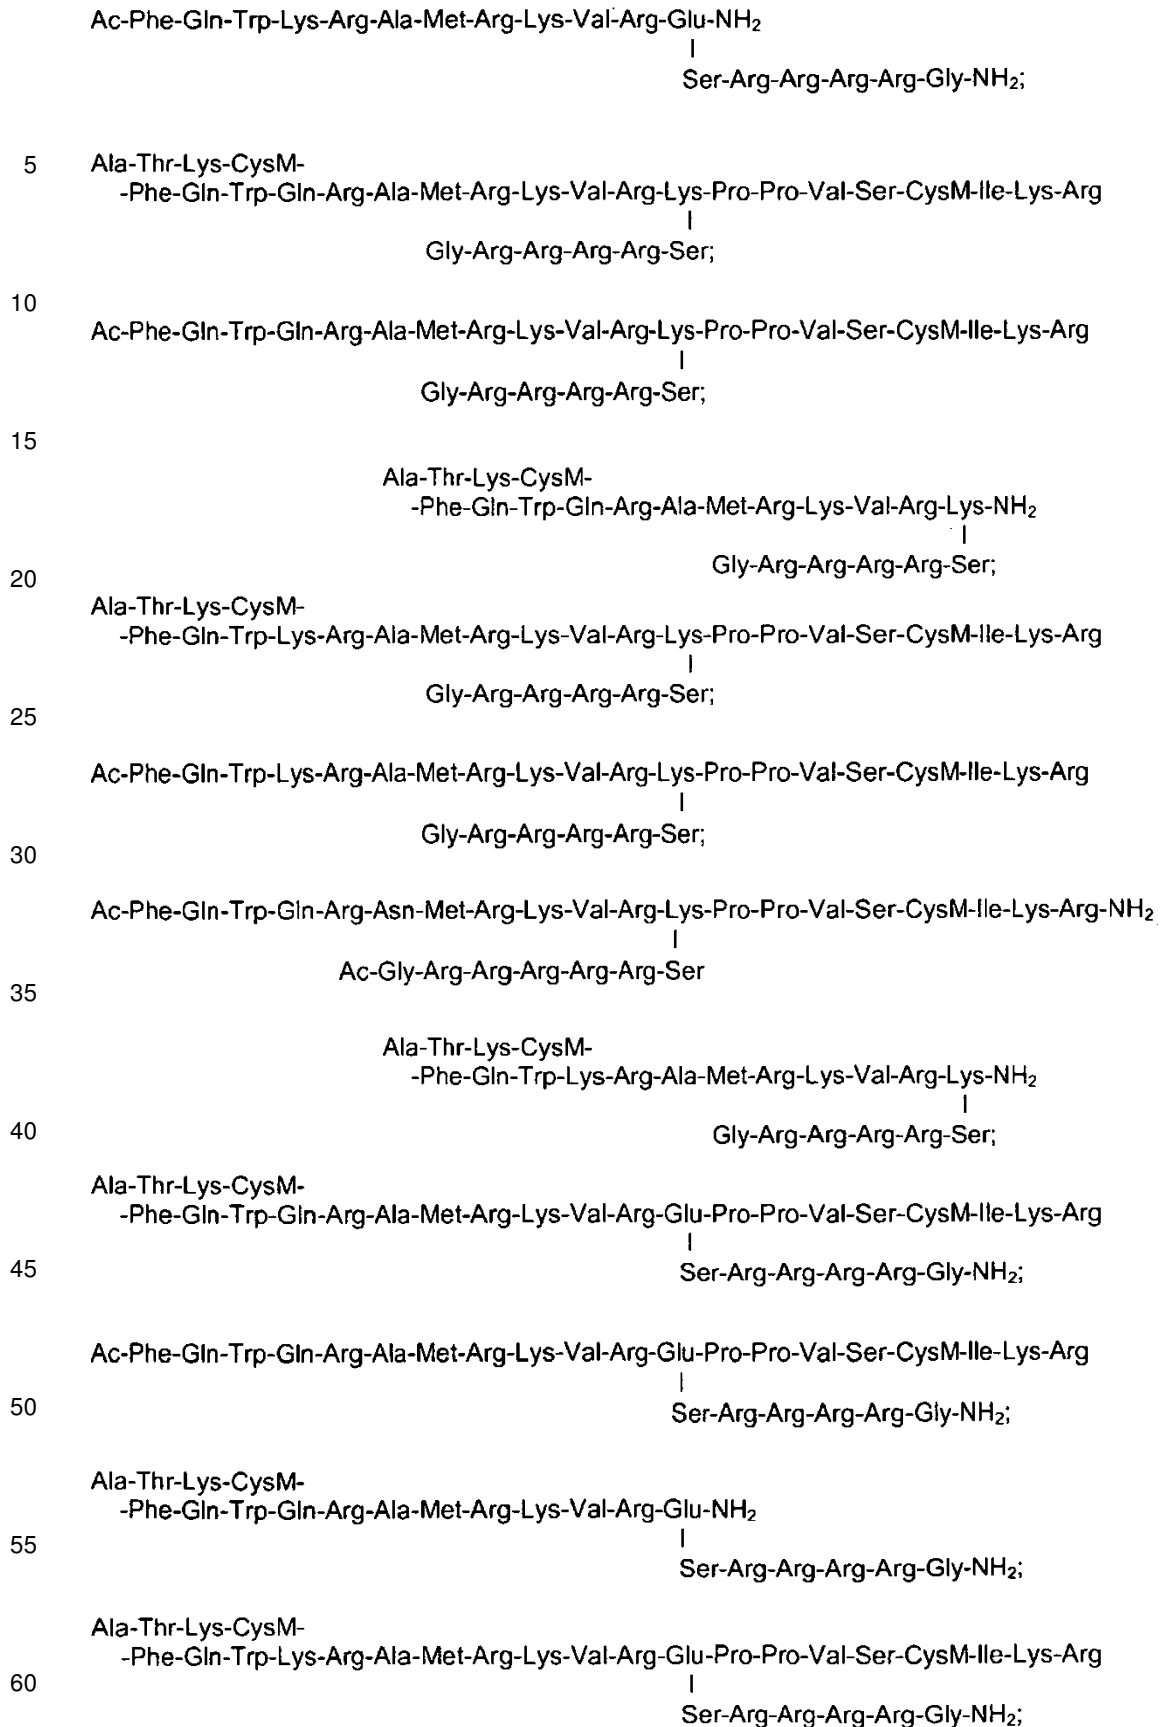 Ac-Phe-Gln-Trp-Lys-Arg-Ala-Met-Arg-Lys-Val-Arg-Glu-NH₂
Ser-Arg-Arg-Arg-Arg-Gly-NH₂;
5 Ala-Thr-Lys-CysM-
-Phe-Gln-Trp-Gln-Arg-Ala-Met-Arg-Lys-Val-Arg-Lys-Pro-Pro-Val-Ser-CysM-Ile-Lys-Arg
Gly-Arg-Arg-Arg-Arg-Ser;
10
Ac-Phe-Gln-Trp-Gln-Arg-Ala-Met-Arg-Lys-Val-Arg-Lys-Pro-Pro-Val-Ser-CysM-Ile-Lys-Arg
Gly-Arg-Arg-Arg-Arg-Ser;
15
Ala-Thr-Lys-CysM-
-Phe-Gln-Trp-Gln-Arg-Ala-Met-Arg-Lys-Val-Arg-Lys-NH₂
Gly-Arg-Arg-Arg-Arg-Ser;
20
Ala-Thr-Lys-CysM-
-Phe-Gln-Trp-Lys-Arg-Ala-Met-Arg-Lys-Val-Arg-Lys-Pro-Pro-Val-Ser-CysM-Ile-Lys-Arg
Gly-Arg-Arg-Arg-Arg-Ser;
25
Ac-Phe-Gln-Trp-Lys-Arg-Ala-Met-Arg-Lys-Val-Arg-Lys-Pro-Pro-Val-Ser-CysM-Ile-Lys-Arg
Gly-Arg-Arg-Arg-Arg-Ser;
30
Ac-Phe-Gln-Trp-Gln-Arg-Asn-Met-Arg-Lys-Val-Arg-Lys-Pro-Pro-Val-Ser-CysM-Ile-Lys-Arg-NH₂
Ac-Gly-Arg-Arg-Arg-Arg-Arg-Ser
35
Ala-Thr-Lys-CysM-
-Phe-Gln-Trp-Lys-Arg-Ala-Met-Arg-Lys-Val-Arg-Lys-NH₂
40 Gly-Arg-Arg-Arg-Arg-Ser;
Ala-Thr-Lys-CysM-
-Phe-Gln-Trp-Gln-Arg-Ala-Met-Arg-Lys-Val-Arg-Glu-Pro-Pro-Val-Ser-CysM-Ile-Lys-Arg
45 Ser-Arg-Arg-Arg-Arg-Gly-NH₂;
Ac-Phe-Gln-Trp-Gln-Arg-Ala-Met-Arg-Lys-Val-Arg-Glu-Pro-Pro-Val-Ser-CysM-Ile-Lys-Arg
50 Ser-Arg-Arg-Arg-Arg-Gly-NH₂;
Ala-Thr-Lys-CysM-
-Phe-Gln-Trp-Gln-Arg-Ala-Met-Arg-Lys-Val-Arg-Glu-NH₂
55
Ser-Arg-Arg-Arg-Arg-Gly-NH₂;
Ala-Thr-Lys-CysM-
-Phe-Gln-Trp-Lys-Arg-Ala-Met-Arg-Lys-Val-Arg-Glu-Pro-Pro-Val-Ser-CysM-Ile-Lys-Arg
60
Ser-Arg-Arg-Arg-Arg-Gly-NH₂;